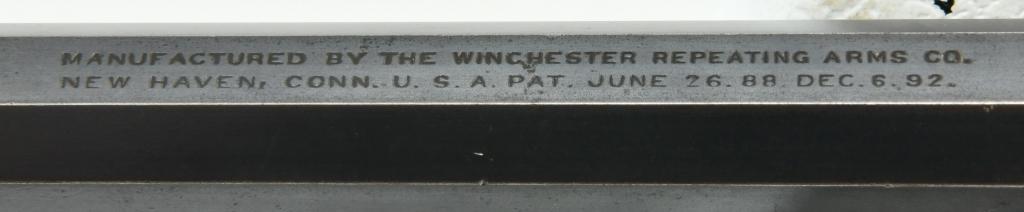 MANUFACTURED BY THE WINCHESTER REPEATING ARMS CO.
NEW HAVEN, CONN. U. S. A. PAT. JUNE 26. 88 DEC. 6. 92.